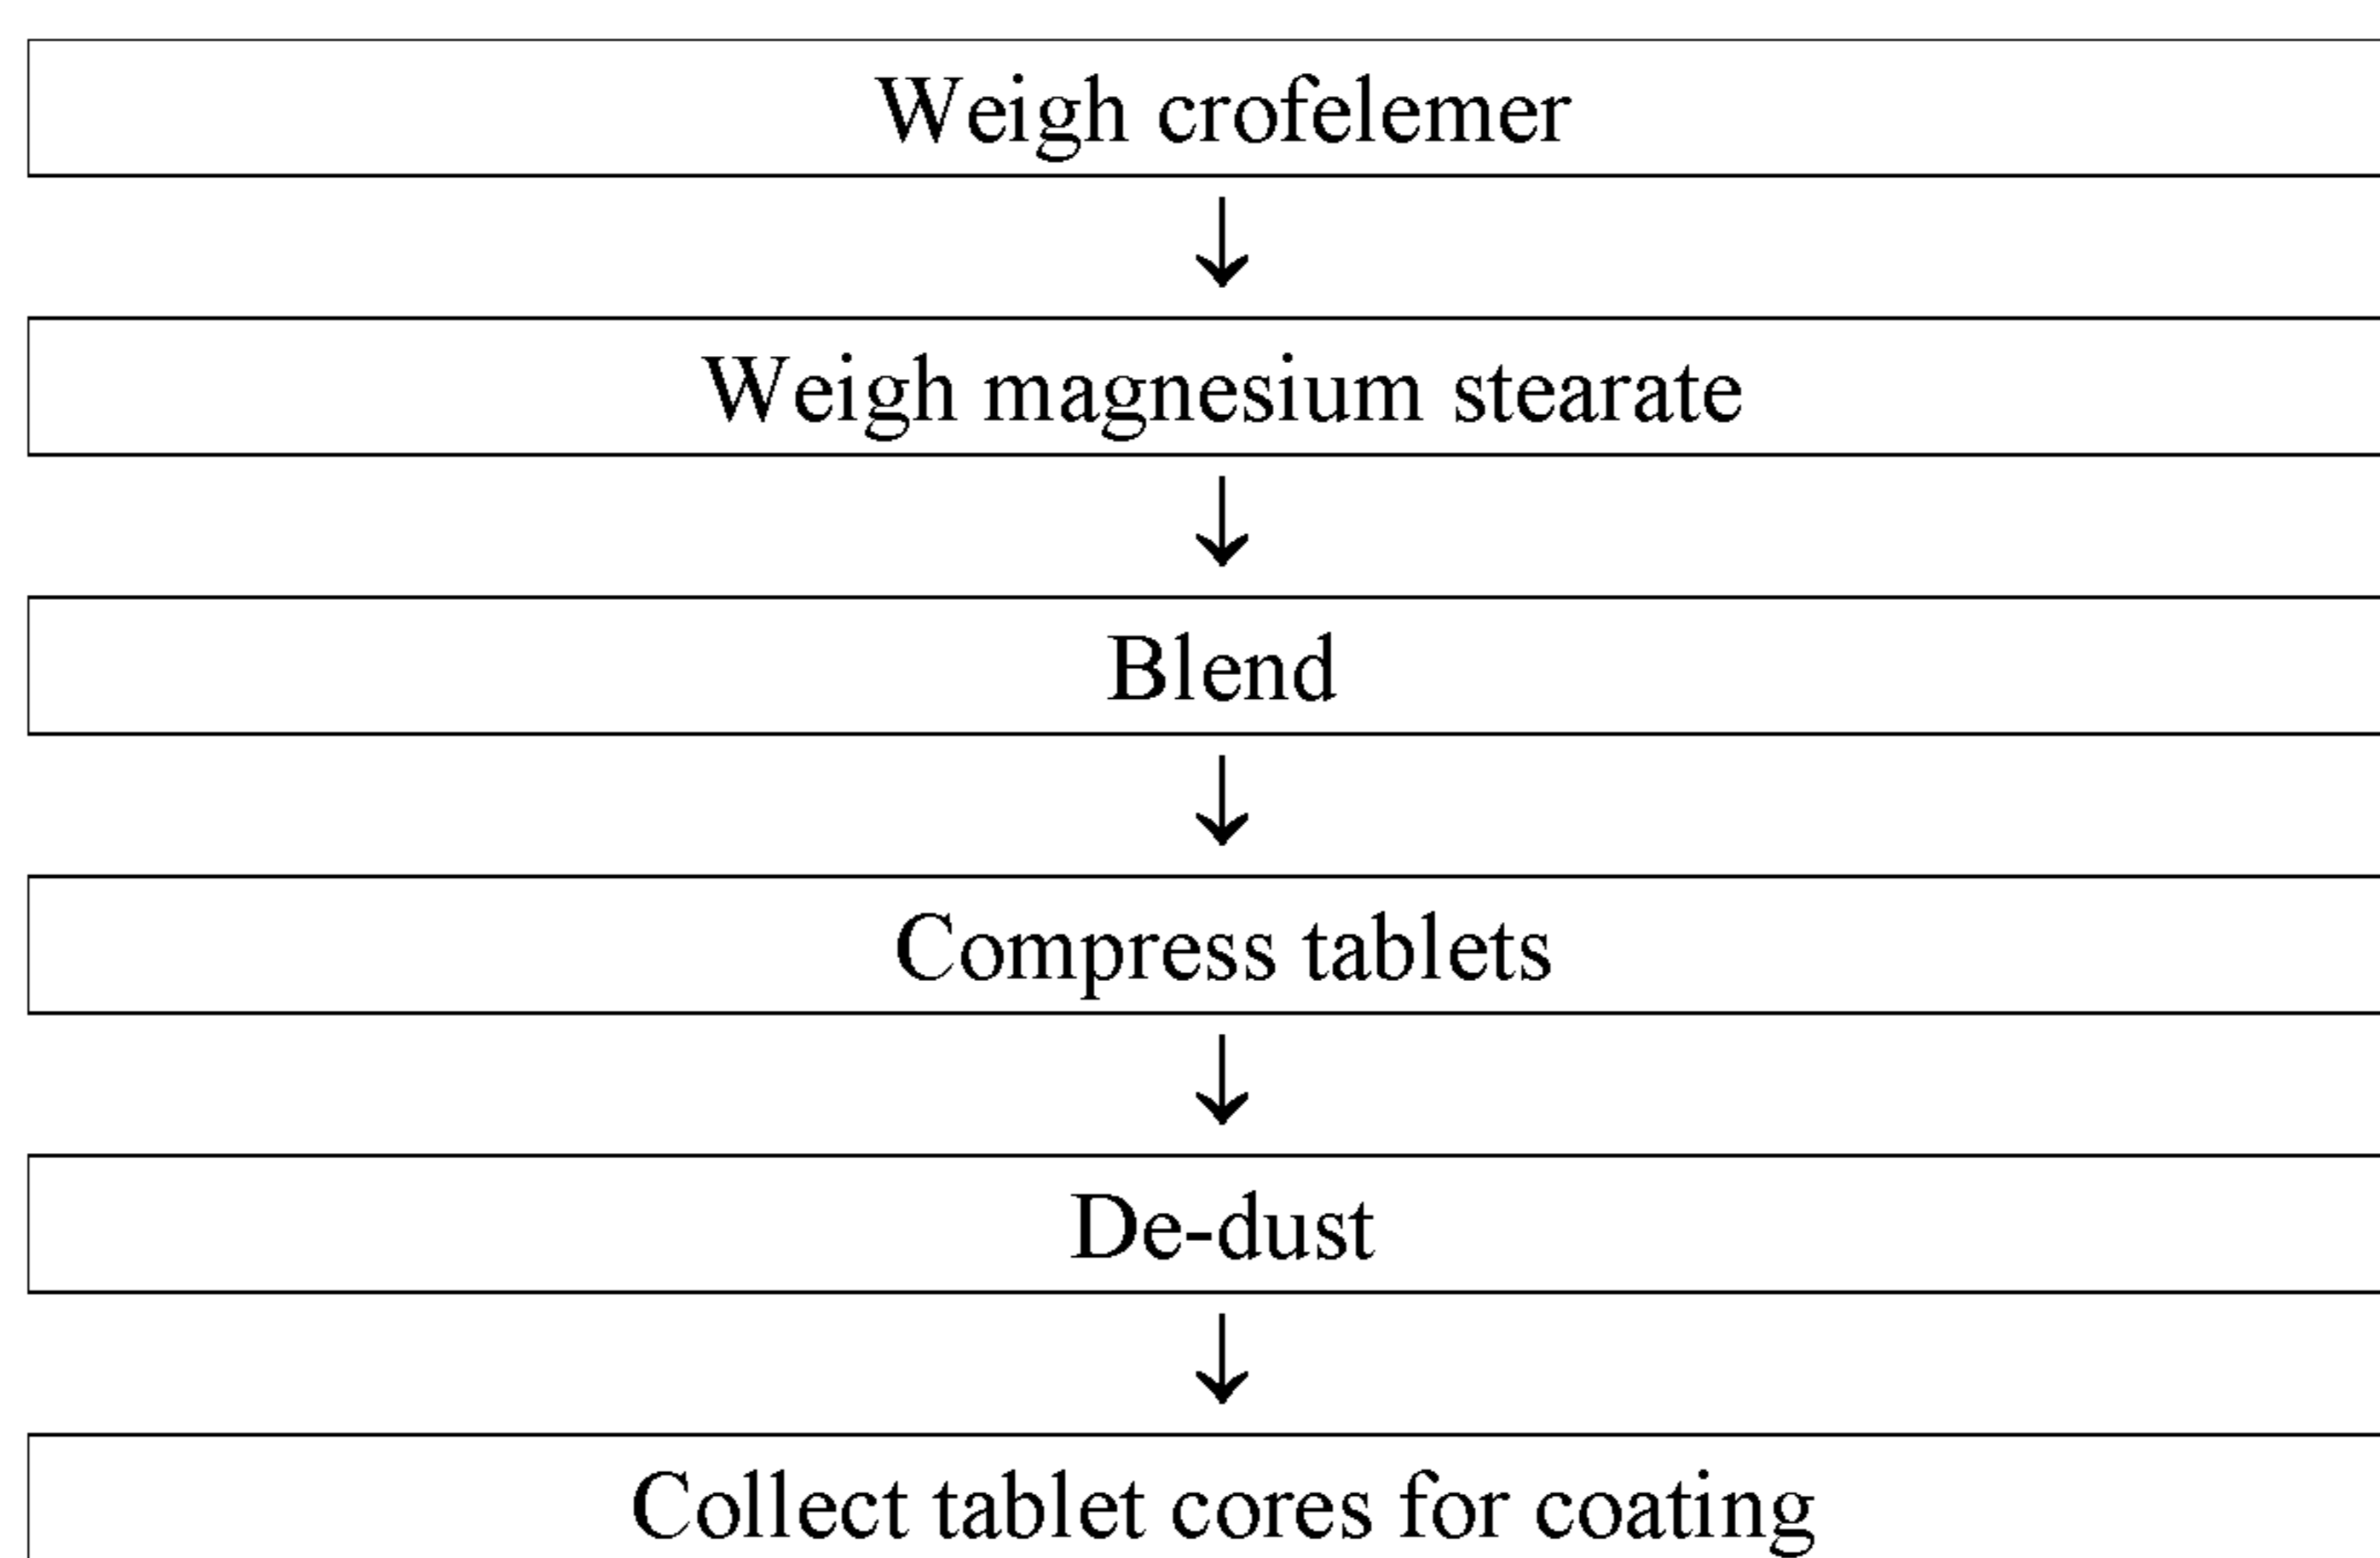 Weigh crofelemer
Weigh magnesium stearate
Blend
Compress tablets
De-dust
Collect tablet cores for coating